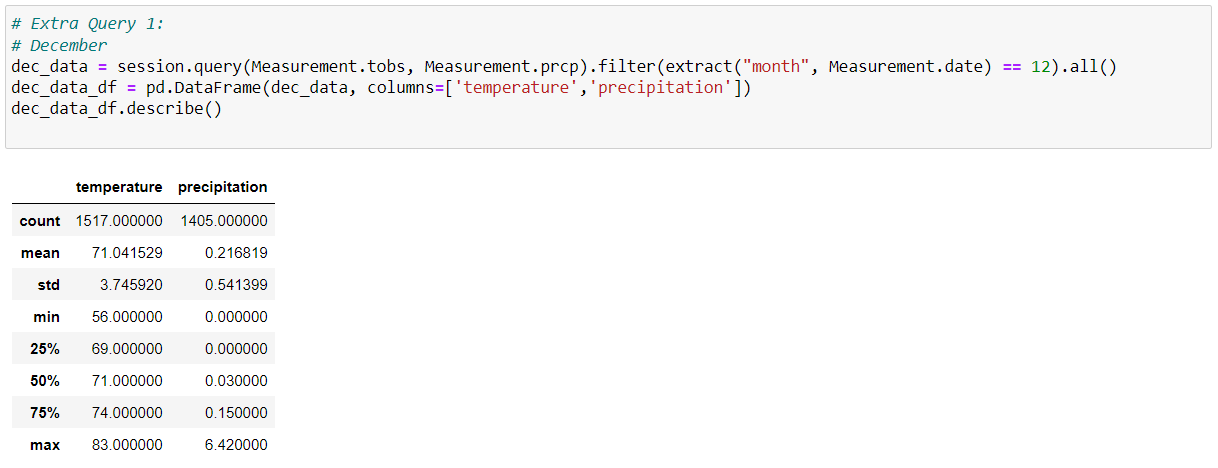 # Extra Query 1:
# December
dec_data = session.query(Measurement.tobs, Measurement.prcp).filter(extract("month", Measurement.date) == 12).all()
dec_data_df = pd.DataFrame(dec_data, columns=['temperature','precipitation'])
dec_data_df.describe()
temperature precipitation
count 1517.000000 1405.000000
mean 71.041529 0.216819
std 3.745920 0.541399
min 56.000000 0.000000
25% 69.000000 0.000000
50% 71.000000 0.030000
75% 74.000000 0.150000
max 83.000000 6.420000